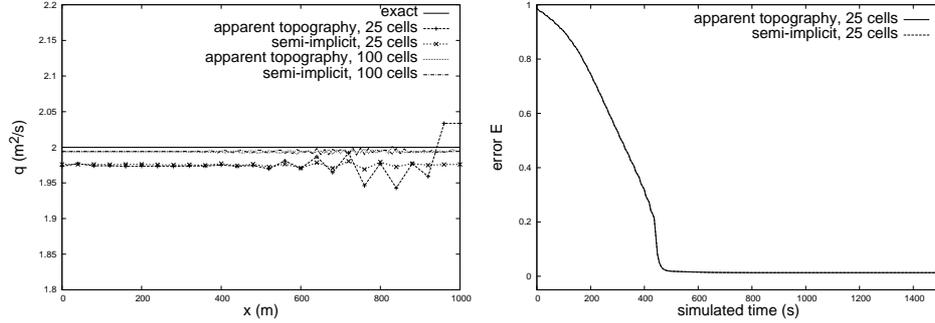 2.2
2.15
2.1
2.05
2
1.95
1.9
1.85
1.8
q (m²/s)
exact
apparent topography, 25 cells
semi-implicit, 25 cells
apparent topography, 100 cells
semi-implicit, 100 cells
0 200 400 600 800 1000
x (m)
1
0.8
0.6
0.4
0.2
0
error E
apparent topography, 25 cells
semi-implicit, 25 cells
0 200 400 600 800 1000 1200 1400
simulated time (s)